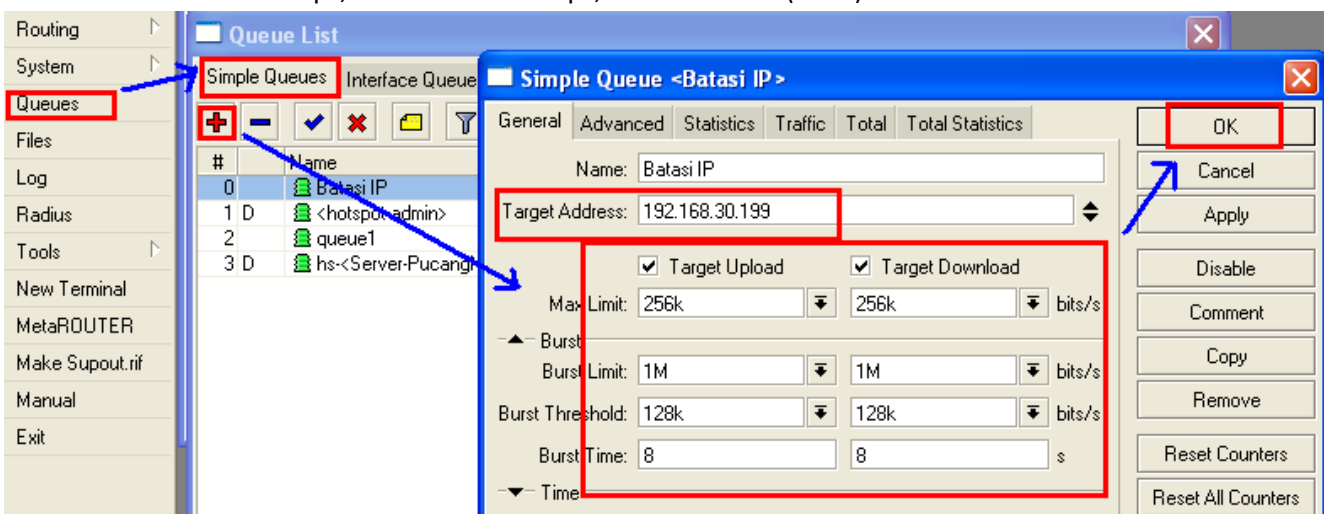 Routing
System
Queues
Files
Log
Radius
Tools
New Terminal
MetaROUTER
Make Supout.rif
Manual
Exit
Queue List
Simple Queues Interface Queue
# Name
0 Batasi IP
1 D <hotspot-admin>
2 queue1
3 D hs-<Server-Pucang
Simple Queue <Batasi IP>
General Advanced Statistics Traffic Total Total Statistics
Name: Batasi IP
Target Address: 192.168.30.199
Target Upload Target Download
Max Limit: 256k 256k bits/s
Burst
Burst Limit: 1M 1M bits/s
Burst Threshold: 128k 128k bits/s
Burst Time: 8 8 s
Time
OK
Cancel
Apply
Disable
Comment
Copy
Remove
Reset Counters
Reset All Counters